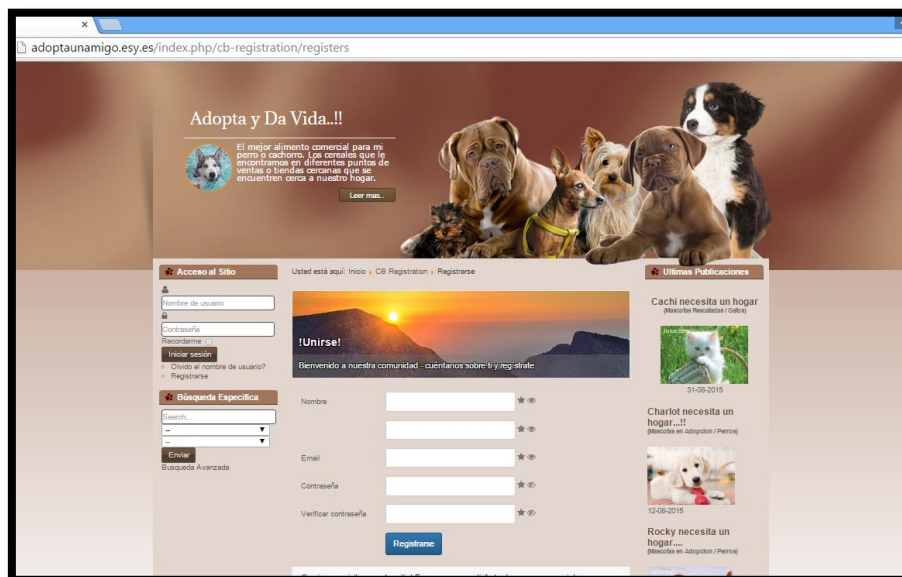 adoptaunamigo.esy.es/index.php/cb-registration/registers
Adopta y Da Vida..!!
El mejor alimento comercial para mi
perro o cachorro. Los cereales que le
encontramos en diferentes puntos de
ventas o tiendas cercanas que se
encuentren cerca a nuestro hogar.
Leer mas..
Acceso al Sitio
Nombre de usuario
Contraseña
Recordarme
Iniciar sesión
Olvido el nombre de usuario?
Registrarse
Búsqueda Específica
Search...
--
--
Enviar
Busqueda Avanzada
Usted está aquí: Inicio CB Registration Registrarse
!Unirse!
Bienvenido a nuestra comunidad - cuéntanos sobre ti y regístrate
Nombre
Email
Contraseña
Verificar contraseña
Registrarse
Ultimas Publicaciones
Cachi necesita un hogar
(Mascotas Rescatadas / Gatos)
31-08-2015
Charlot necesita un
hogar...!!
(Mascotas en Adopcion / Perros)
12-08-2015
Rocky necesita un
hogar....
(Mascotas en Adopcion / Perros)